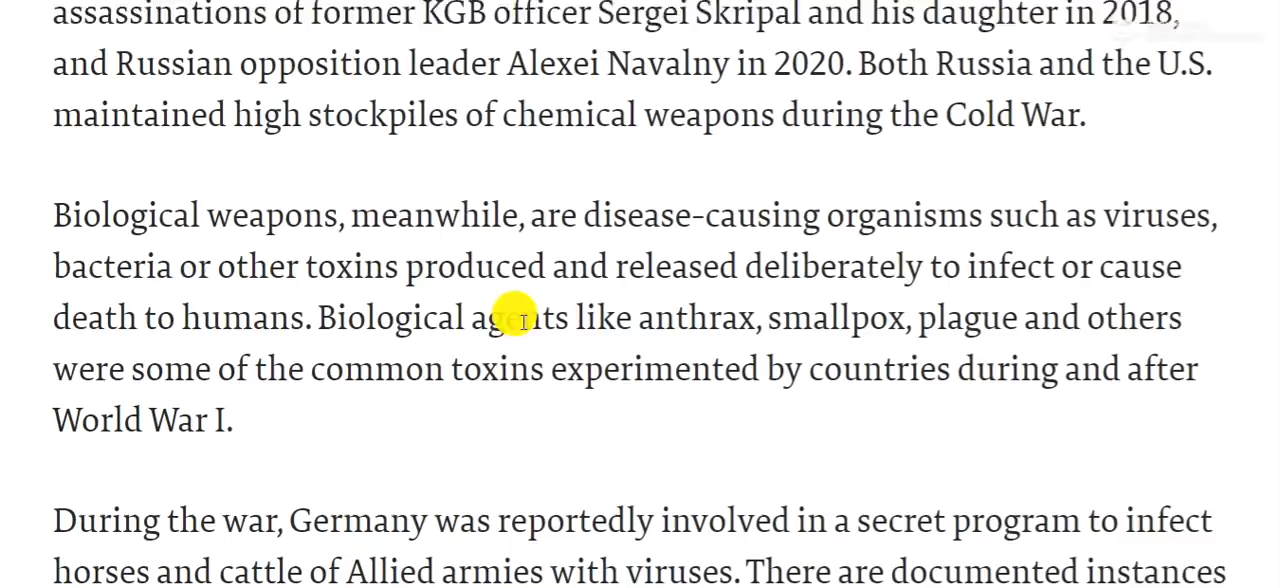 assassinations of former KGB officer Sergei Skripal and his daughter in 2018,
and Russian opposition leader Alexei Navalny in 2020. Both Russia and the U.S.
maintained high stockpiles of chemical weapons during the Cold War.
Biological weapons, meanwhile, are disease-causing organisms such as viruses,
bacteria or other toxins produced and released deliberately to infect or cause
death to humans. Biological agents like anthrax, smallpox, plague and others
were some of the common toxins experimented by countries during and after
World War I.
During the war, Germany was reportedly involved in a secret program to infect
horses and cattle of Allied armies with viruses. There are documented instances